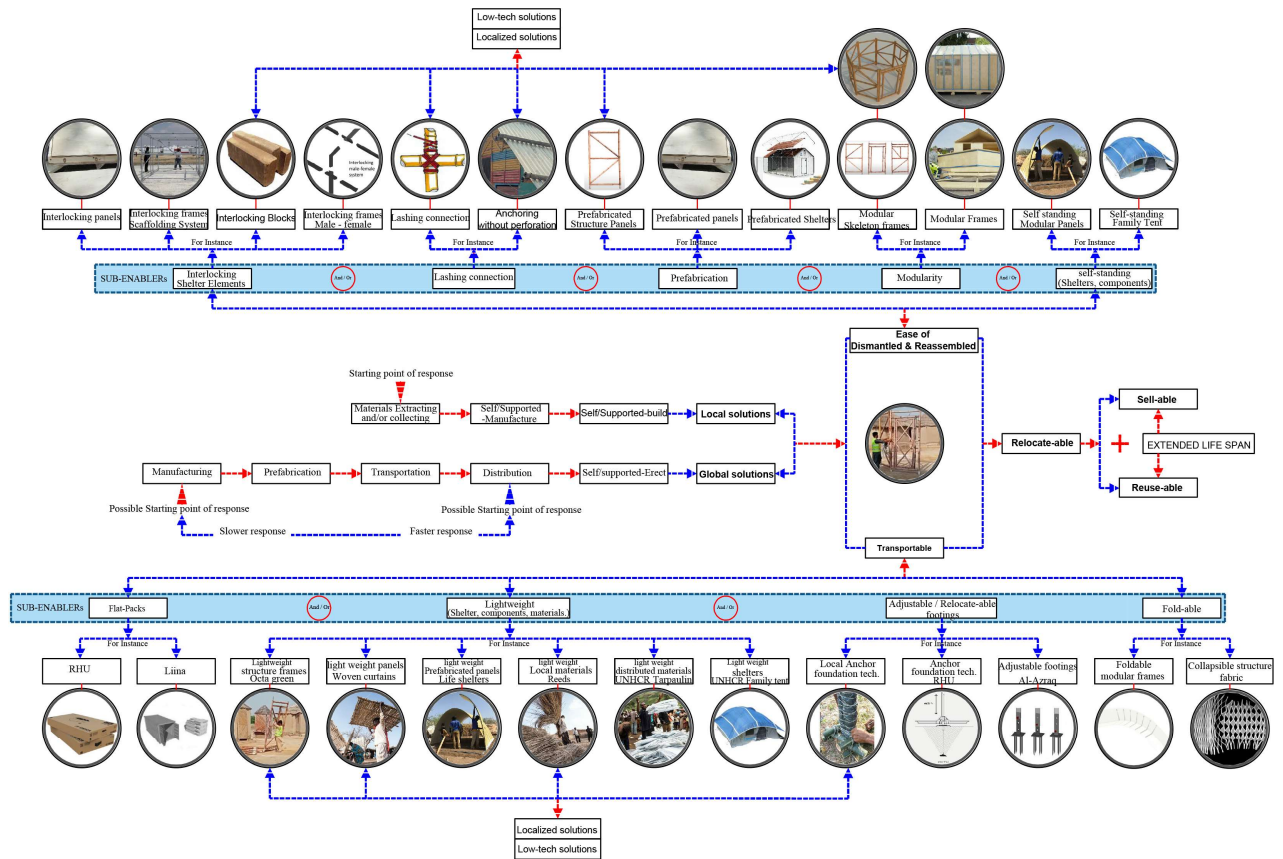 Low-tech solutions
Localized solutions
Interlocking
male-female
system
Interlocking panels
Interlocking frames
Scaffolding System
Interlocking Blocks
Interlocking frames
Male - female
Lashing connection
Anchoring
without perforation
Prefabricated
Structure Panels
Prefabricated panels
Prefabricated Shelters
Modular
Skeleton frames
Modular Frames
Self standing
Modular Panels
Self-standing
Family Tent
For Instance
For Instance
For Instance
For Instance
For Instance
SUB-ENABLERs
Interlocking
Shelter Elements
And / Or
Lashing connection
And / Or
Prefabrication
And / Or
Modularity
And / Or
self-standing
(Shelters, components)
Ease of
Dismantled & Reassembled
Starting point of response
Materials Extracting
and/or collecting
Self/Supported
-Manufacture
Self/Supported-build
Local solutions
Sell-able
Relocate-able
EXTENDED LIFE SPAN
Reuse-able
Manufacturing
Prefabrication
Transportation
Distribution
Self/supported-Erect
Global solutions
Possible Starting point of response
Possible Starting point of response
Slower response
Faster response
Transportable
SUB-ENABLERs
Flat-Packs
And / Or
Lightweight
(Shelter, components, materials.)
And / Or
Adjustable / Relocate-able
footings
Fold-able
For Instance
For Instance
For Instance
For Instance
RHU
Liina
Lightweight
structure frames
Octa green
light weight panels
Woven curtains
light weight
Prefabricated panels
Life shelters
light weight
Local materials
Reeds
light weight
distributed materials
UNHCR Tarpaulin
Light weight
shelters
UNHCR Family tent
Local Anchor
foundation tech.
Anchor
foundation tech.
RHU
Adjustable footings
Al-Azraq
Foldable
modular frames
Collapsible structure
fabric
Localized solutions
Low-tech solutions